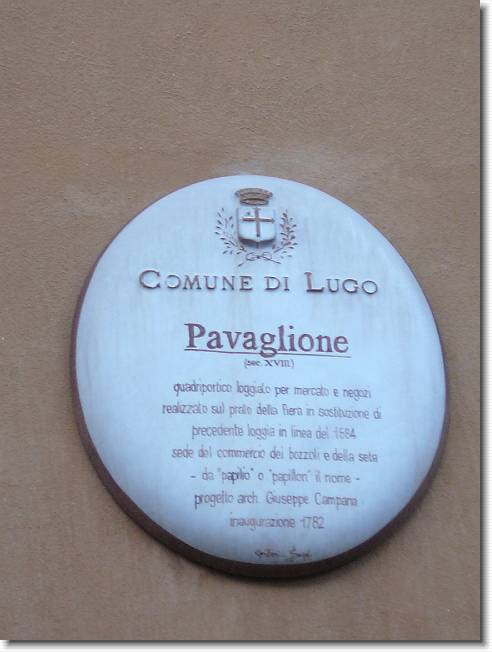 COMUNE DI LUGO
Pavaglione
(sec. XVIII)
quadriportico loggiato per mercato e negozi
realizzato sul prato della fiera in sostituzione di
precedente loggia in linea del 1584
sede del commercio dei bozzoli e della seta
- da "papilio" o "papillon" il nome -
progetto arch. Giuseppe Campana
inaugurazione 1782